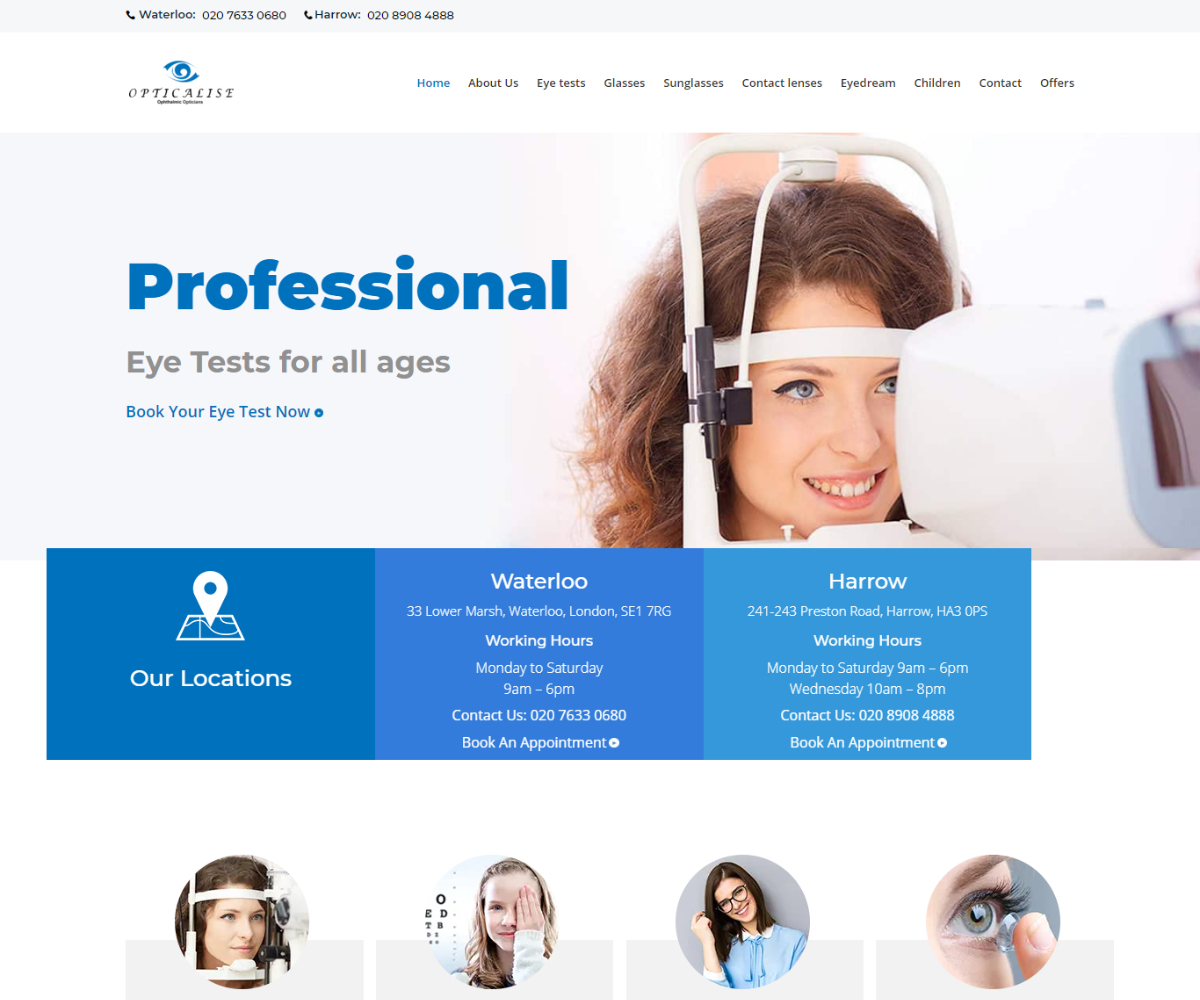 Waterloo: 020 7633 0680 Harrow: 020 8908 4888
OPTICALISE
Ophthalmic Opticians
Home About Us Eye tests Glasses Sunglasses Contact lenses Eyedream Children Contact Offers
Professional
Eye Tests for all ages
Book Your Eye Test Now
Our Locations
Waterloo
33 Lower Marsh, Waterloo, London, SE1 7RG
Working Hours
Monday to Saturday
9am – 6pm
Contact Us: 020 7633 0680
Book An Appointment
Harrow
241-243 Preston Road, Harrow, HA3 0PS
Working Hours
Monday to Saturday 9am – 6pm
Wednesday 10am – 8pm
Contact Us: 020 8908 4888
Book An Appointment
O
E D
T B